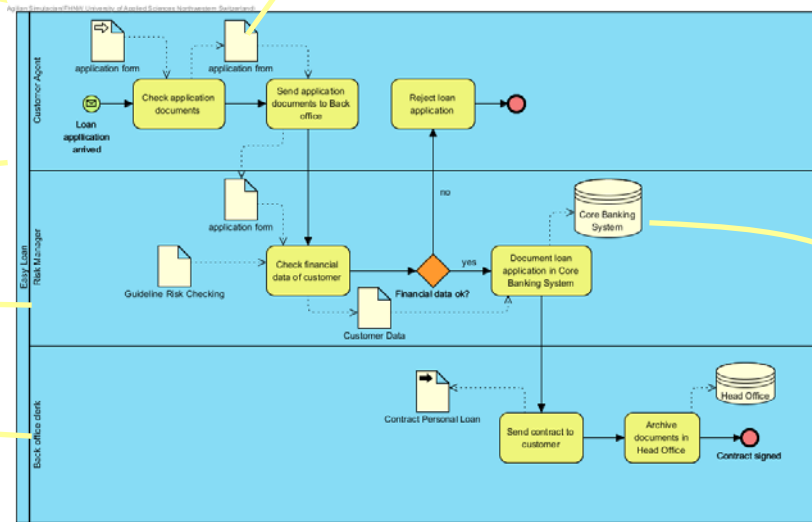 Agilien Simutecian(FHNW University of Applied Sciences Northwestern Switzerland)
Easy Loan
Customer Agent
application form
application from
Check application
documents
Send application
documents to Back
office
Reject loan
application
Loan
appllication
arrived
Risk Manager
no
application form
Core Banking
System
Guideline Risk Checking
Check financial
data of customer
yes
Financial data ok?
Document loan
application in Core
Banking System
Customer Data
Back office clerk
Contract Personal Loan
Head Office
Send contract to
customer
Archive
documents in
Head Office
Contract signed